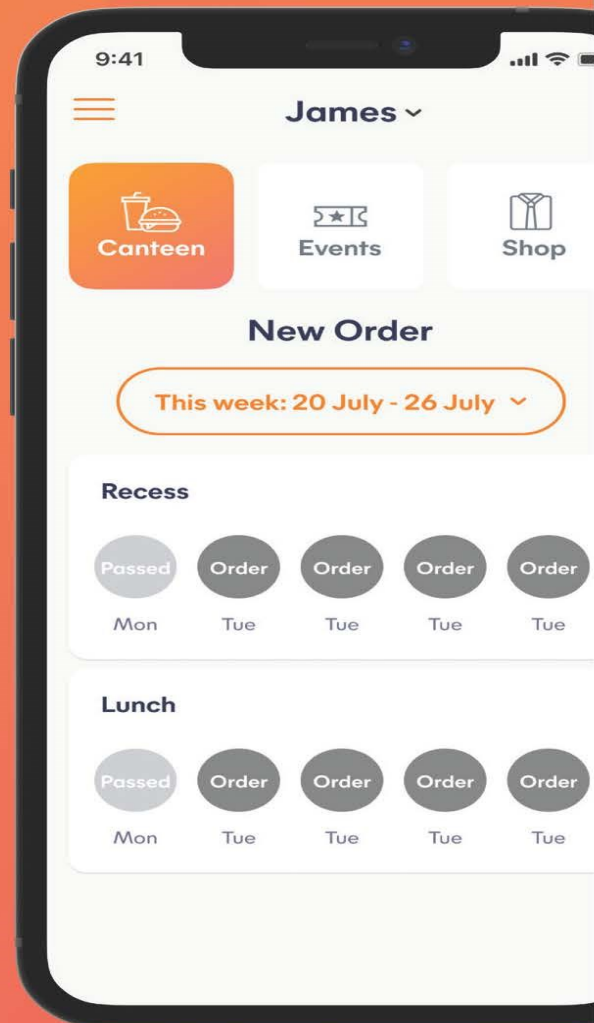 9:41
James
Canteen
Events
Shop
New Order
This week: 20 July - 26 July
Recess
Passed Order Order Order Order
Mon Tue Tue Tue Tue
Lunch
Passed Order Order Order Order
Mon Tue Tue Tue Tue